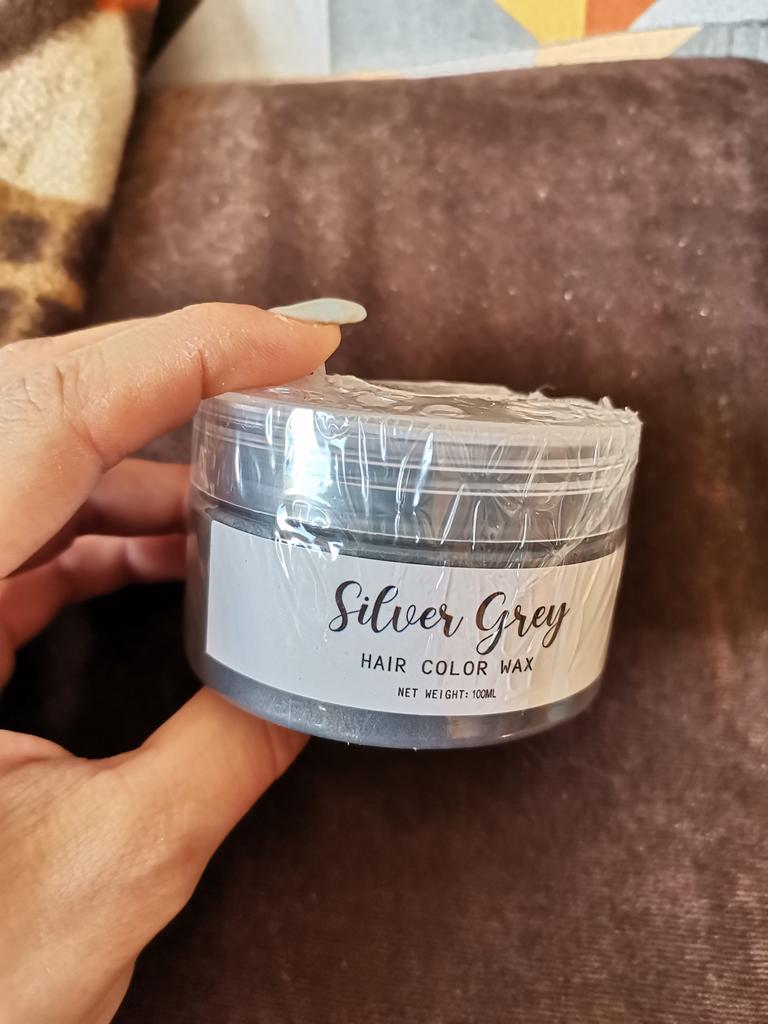 Silver Grey
HAIR COLOR WAX
NET WEIGHT: 100ML